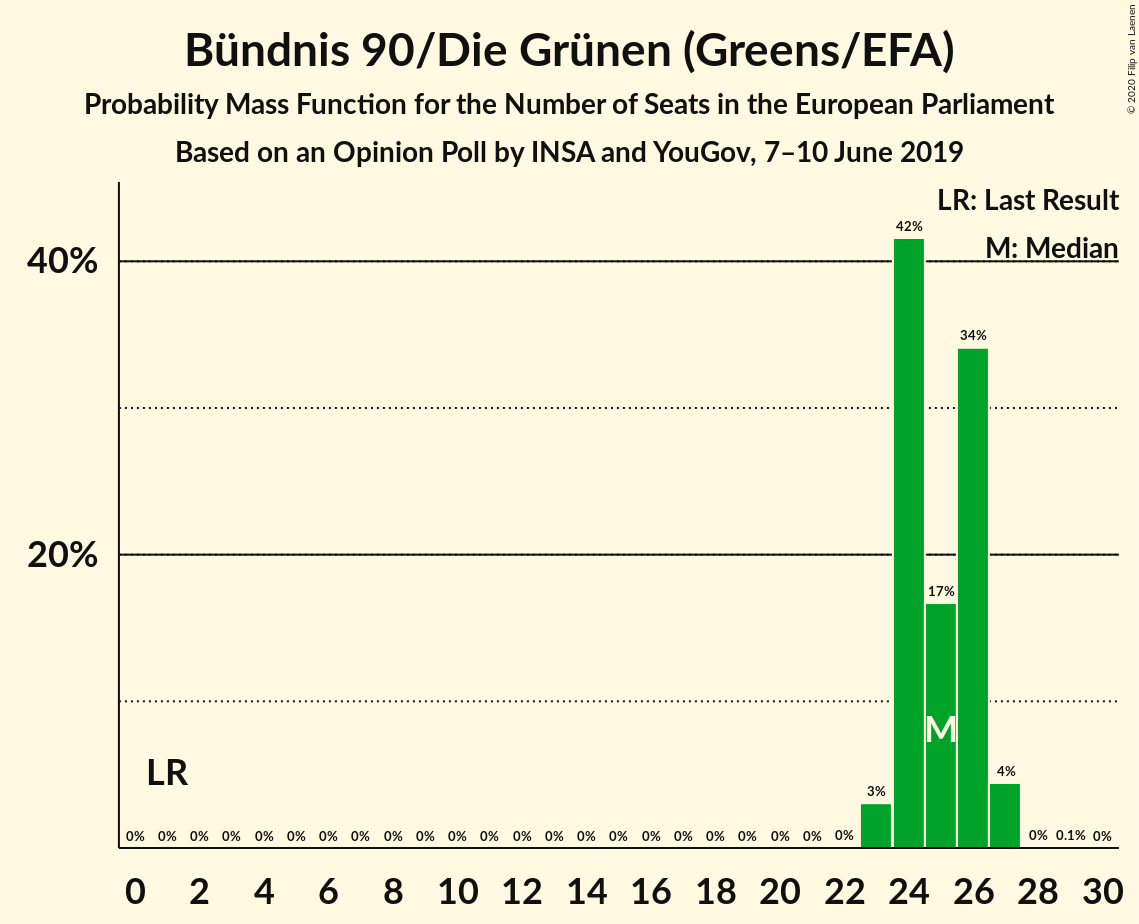 Bündnis 90/Die Grünen (Greens/EFA)
Probability Mass Function for the Number of Seats in the European Parliament
Based on an Opinion Poll by INSA and YouGov, 7–10 June 2019
© 2020 Filip van Laenen
LR: Last Result
M: Median
40%
20%
42%
34%
17%
M
LR
3%
4%
0% 0% 0% 0% 0% 0% 0% 0% 0% 0% 0% 0% 0% 0% 0% 0% 0% 0% 0% 0% 0% 0% 0% 0% 0.1% 0%
0 2 4 6 8 10 12 14 16 18 20 22 24 26 28 30